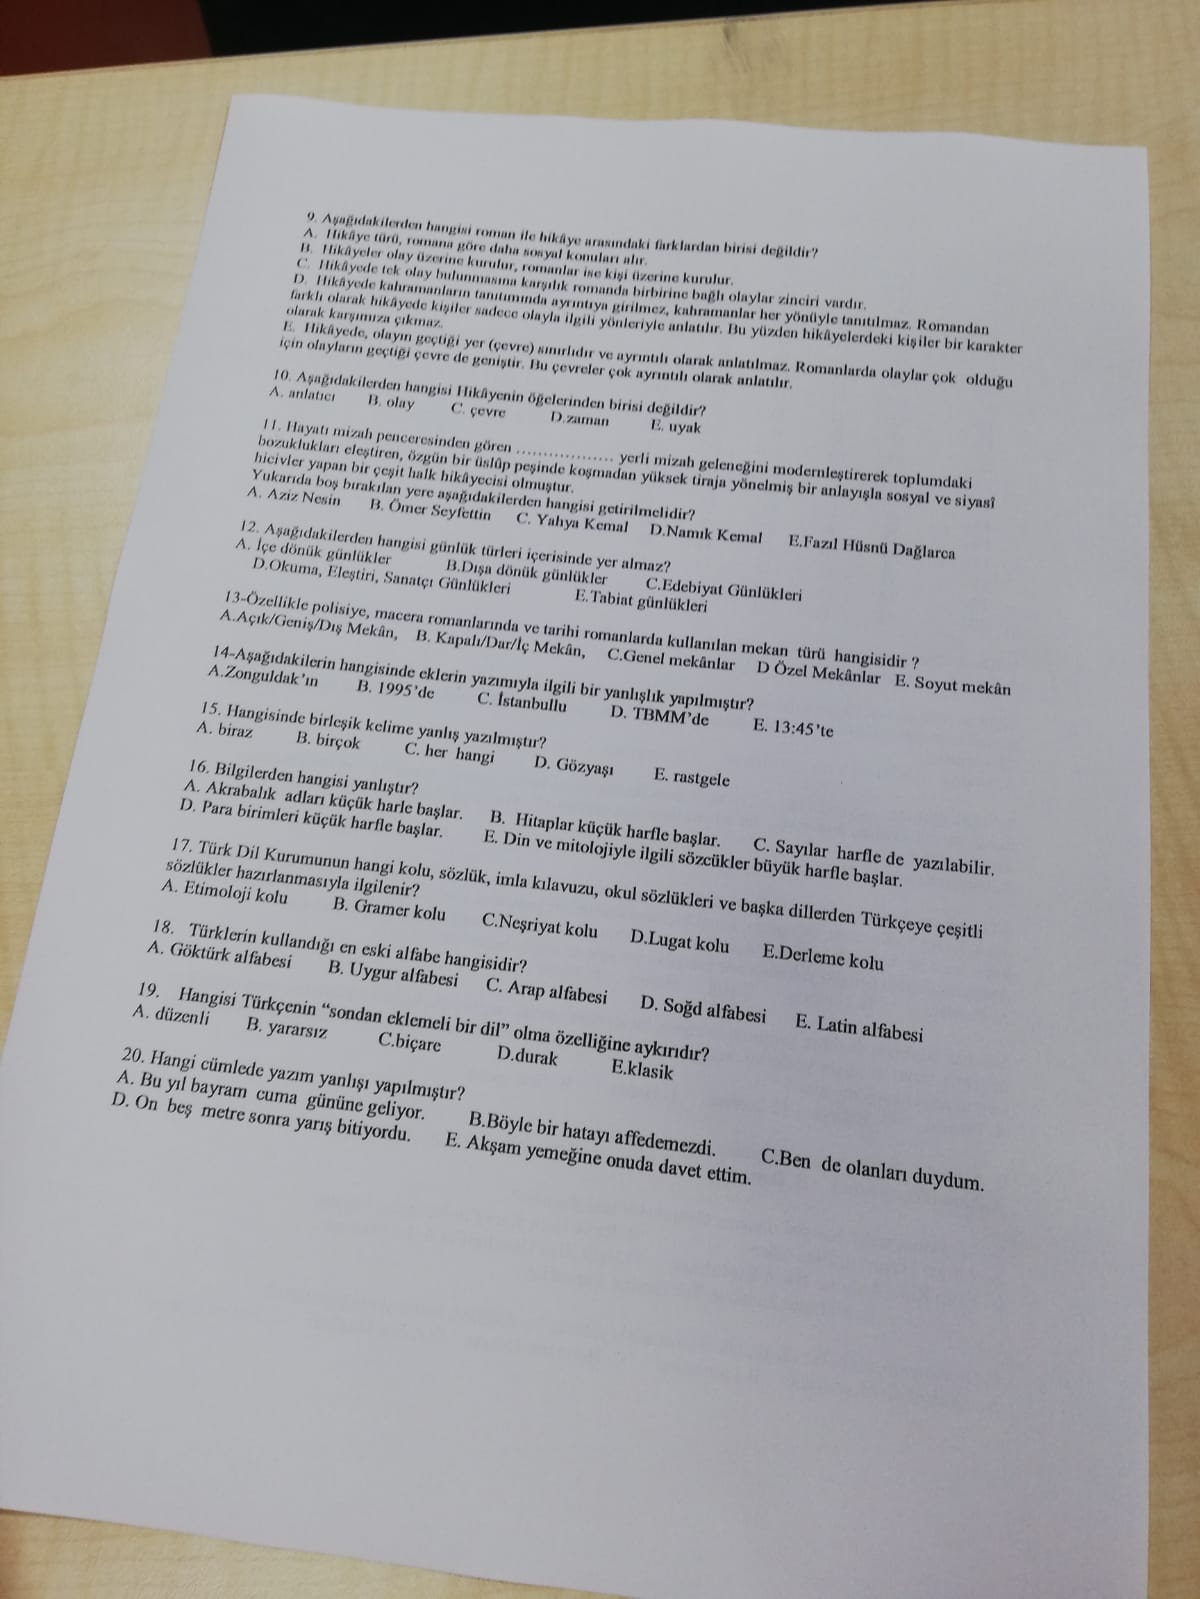 9. Aşağıdakilerden hangisi roman ile hikâye arasındaki farklardan birisi değildir?
A. Hikâye türü, romana göre daha sosyal konuları alır.
B. Hikâyeler olay üzerine kurulur, romanlar ise kişi üzerine kurulur.
C. Hikâyede tek olay bulunmasına karşılık romanda birbirine bağlı olaylar zinciri vardır.
D. Hikâyede kahramanların tanıtımında ayrıntıya girilmez, kahramanlar her yönüyle tanıtılmaz. Romandan
farklı olarak hikâyede kişiler sadece olayla ilgili yönleriyle anlatılır. Bu yüzden hikâyelerdeki kişiler bir karakter
olarak karşımıza çıkmaz.
E. Hikâyede, olayın geçtiği yer (çevre) sınırlıdır ve ayrıntılı olarak anlatılmaz. Romanlarda olaylar çok olduğu
için olayların geçtiği çevre de geniştir. Bu çevreler çok ayrıntılı olarak anlatılır.
10. Aşağıdakilerden hangisi Hikâyenin öğelerinden birisi değildir?
A. anlatıcı B. olay C. çevre D.zaman E. uyak
11. Hayatı mizah penceresinden gören .................. yerli mizah geleneğini modernleştirerek toplumdaki
bozuklukları eleştiren, özgün bir üslûp peşinde koşmadan yüksek tiraja yönelmiş bir anlayışla sosyal ve siyasî
hicivler yapan bir çeşit halk hikâyecisi olmuştur.
Yukarıda boş bırakılan yere aşağıdakilerden hangisi getirilmelidir?
A. Aziz Nesin B. Ömer Seyfettin C. Yahya Kemal D.Namık Kemal E.Fazıl Hüsnü Dağlarca
12. Aşağıdakilerden hangisi günlük türleri içerisinde yer almaz?
A. İçe dönük günlükler B.Dışa dönük günlükler C.Edebiyat Günlükleri
D.Okuma, Eleştiri, Sanatçı Günlükleri E.Tabiat günlükleri
13-Özellikle polisiye, macera romanlarında ve tarihi romanlarda kullanılan mekan türü hangisidir ?
A.Açık/Geniş/Dış Mekân, B. Kapalı/Dar/İç Mekân, C.Genel mekânlar D Özel Mekânlar E. Soyut mekân
14-Aşağıdakilerin hangisinde eklerin yazımıyla ilgili bir yanlışlık yapılmıştır?
A.Zonguldak'ın B. 1995'de C. İstanbullu D. TBMM'de E. 13:45'te
15. Hangisinde birleşik kelime yanlış yazılmıştır?
A. biraz B. birçok C. her hangi D. Gözyaşı E. rastgele
16. Bilgilerden hangisi yanlıştır?
A. Akrabalık adları küçük harle başlar. B. Hitaplar küçük harfle başlar. C. Sayılar harfle de yazılabilir.
D. Para birimleri küçük harfle başlar. E. Din ve mitolojiyle ilgili sözcükler büyük harfle başlar.
17. Türk Dil Kurumunun hangi kolu, sözlük, imla kılavuzu, okul sözlükleri ve başka dillerden Türkçeye çeşitli
sözlükler hazırlanmasıyla ilgilenir?
A. Etimoloji kolu B. Gramer kolu C.Neşriyat kolu D.Lugat kolu E.Derleme kolu
18. Türklerin kullandığı en eski alfabe hangisidir?
A. Göktürk alfabesi B. Uygur alfabesi C. Arap alfabesi D. Soğd alfabesi E. Latin alfabesi
19. Hangisi Türkçenin “sondan eklemeli bir dil” olma özelliğine aykırıdır?
A. düzenli B. yararsız C.biçare D.durak E.klasik
20. Hangi cümlede yazım yanlışı yapılmıştır?
A. Bu yıl bayram cuma gününe geliyor. B.Böyle bir hatayı affedemezdi. C.Ben de olanları duydum.
D. On beş metre sonra yarış bitiyordu. E. Akşam yemeğine onuda davet ettim.